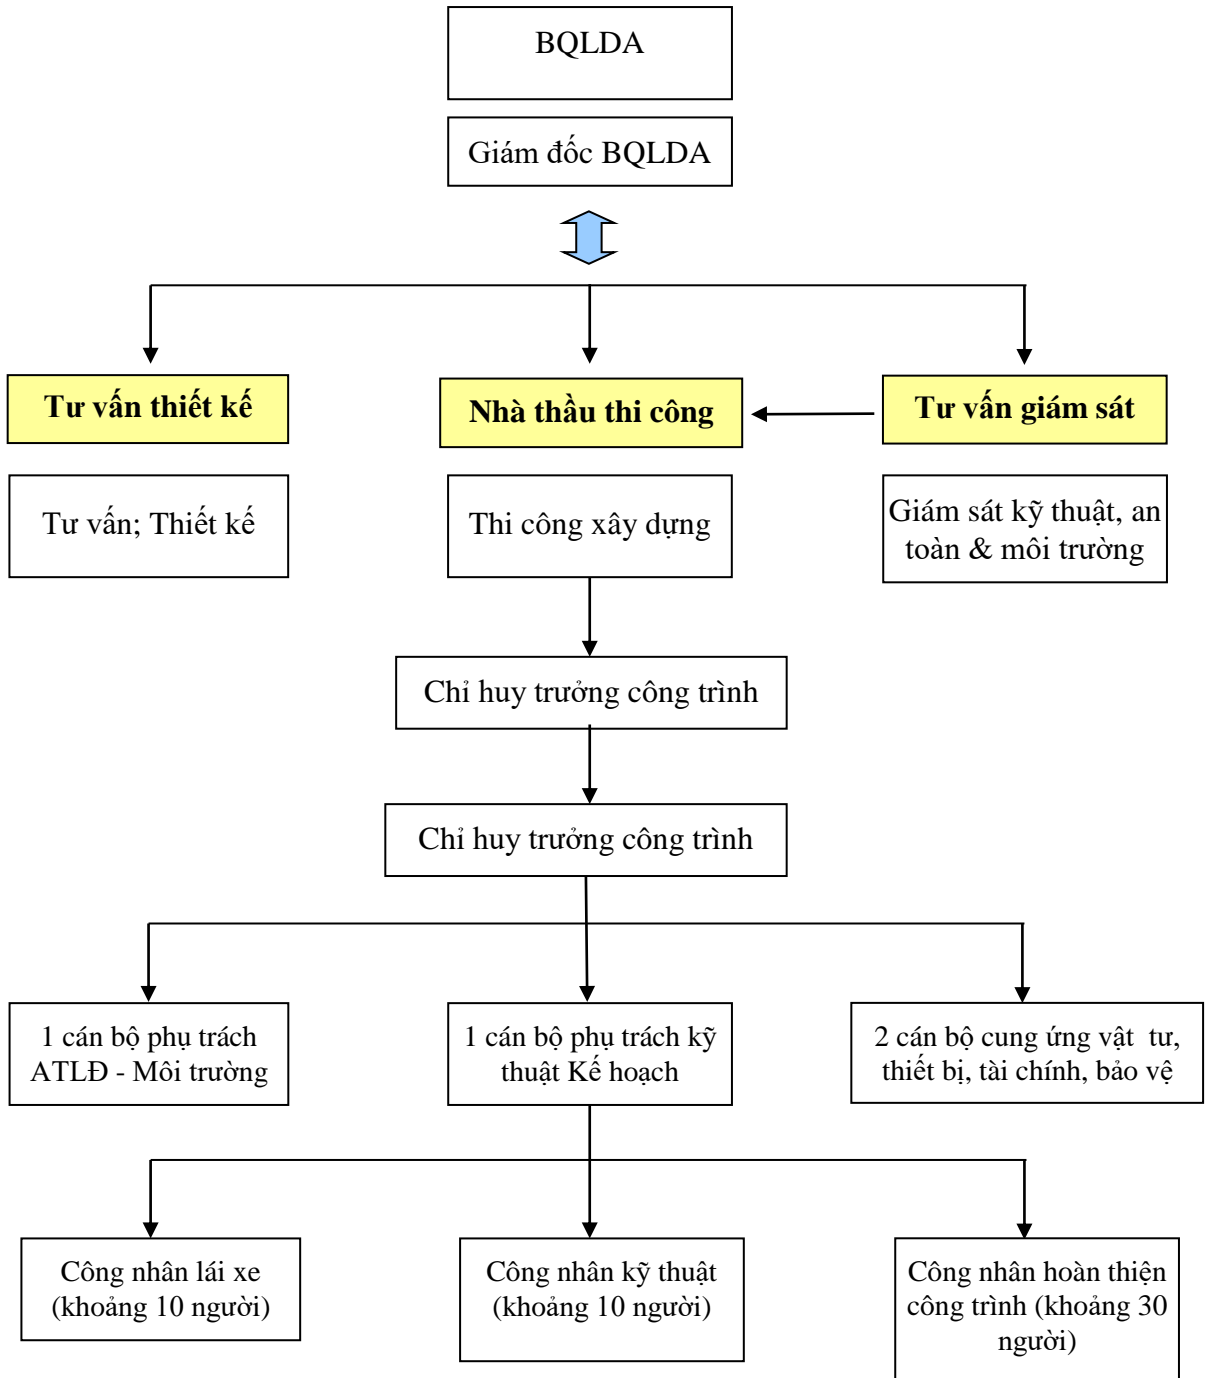 BQLDA
Giám đốc BQLDA
Tư vấn thiết kế
Nhà thầu thi công
Tư vấn giám sát
Tư vấn; Thiết kế
Thi công xây dựng
Giám sát kỹ thuật, an
toàn & môi trường
Chỉ huy trưởng công trình
Chỉ huy trưởng công trình
1 cán bộ phụ trách
ATLĐ - Môi trường
1 cán bộ phụ trách kỹ
thuật Kế hoạch
2 cán bộ cung ứng vật tư,
thiết bị, tài chính, bảo vệ
Công nhân lái xe
(khoảng 10 người)
Công nhân kỹ thuật
(khoảng 10 người)
Công nhân hoàn thiện
công trình (khoảng 30
người)